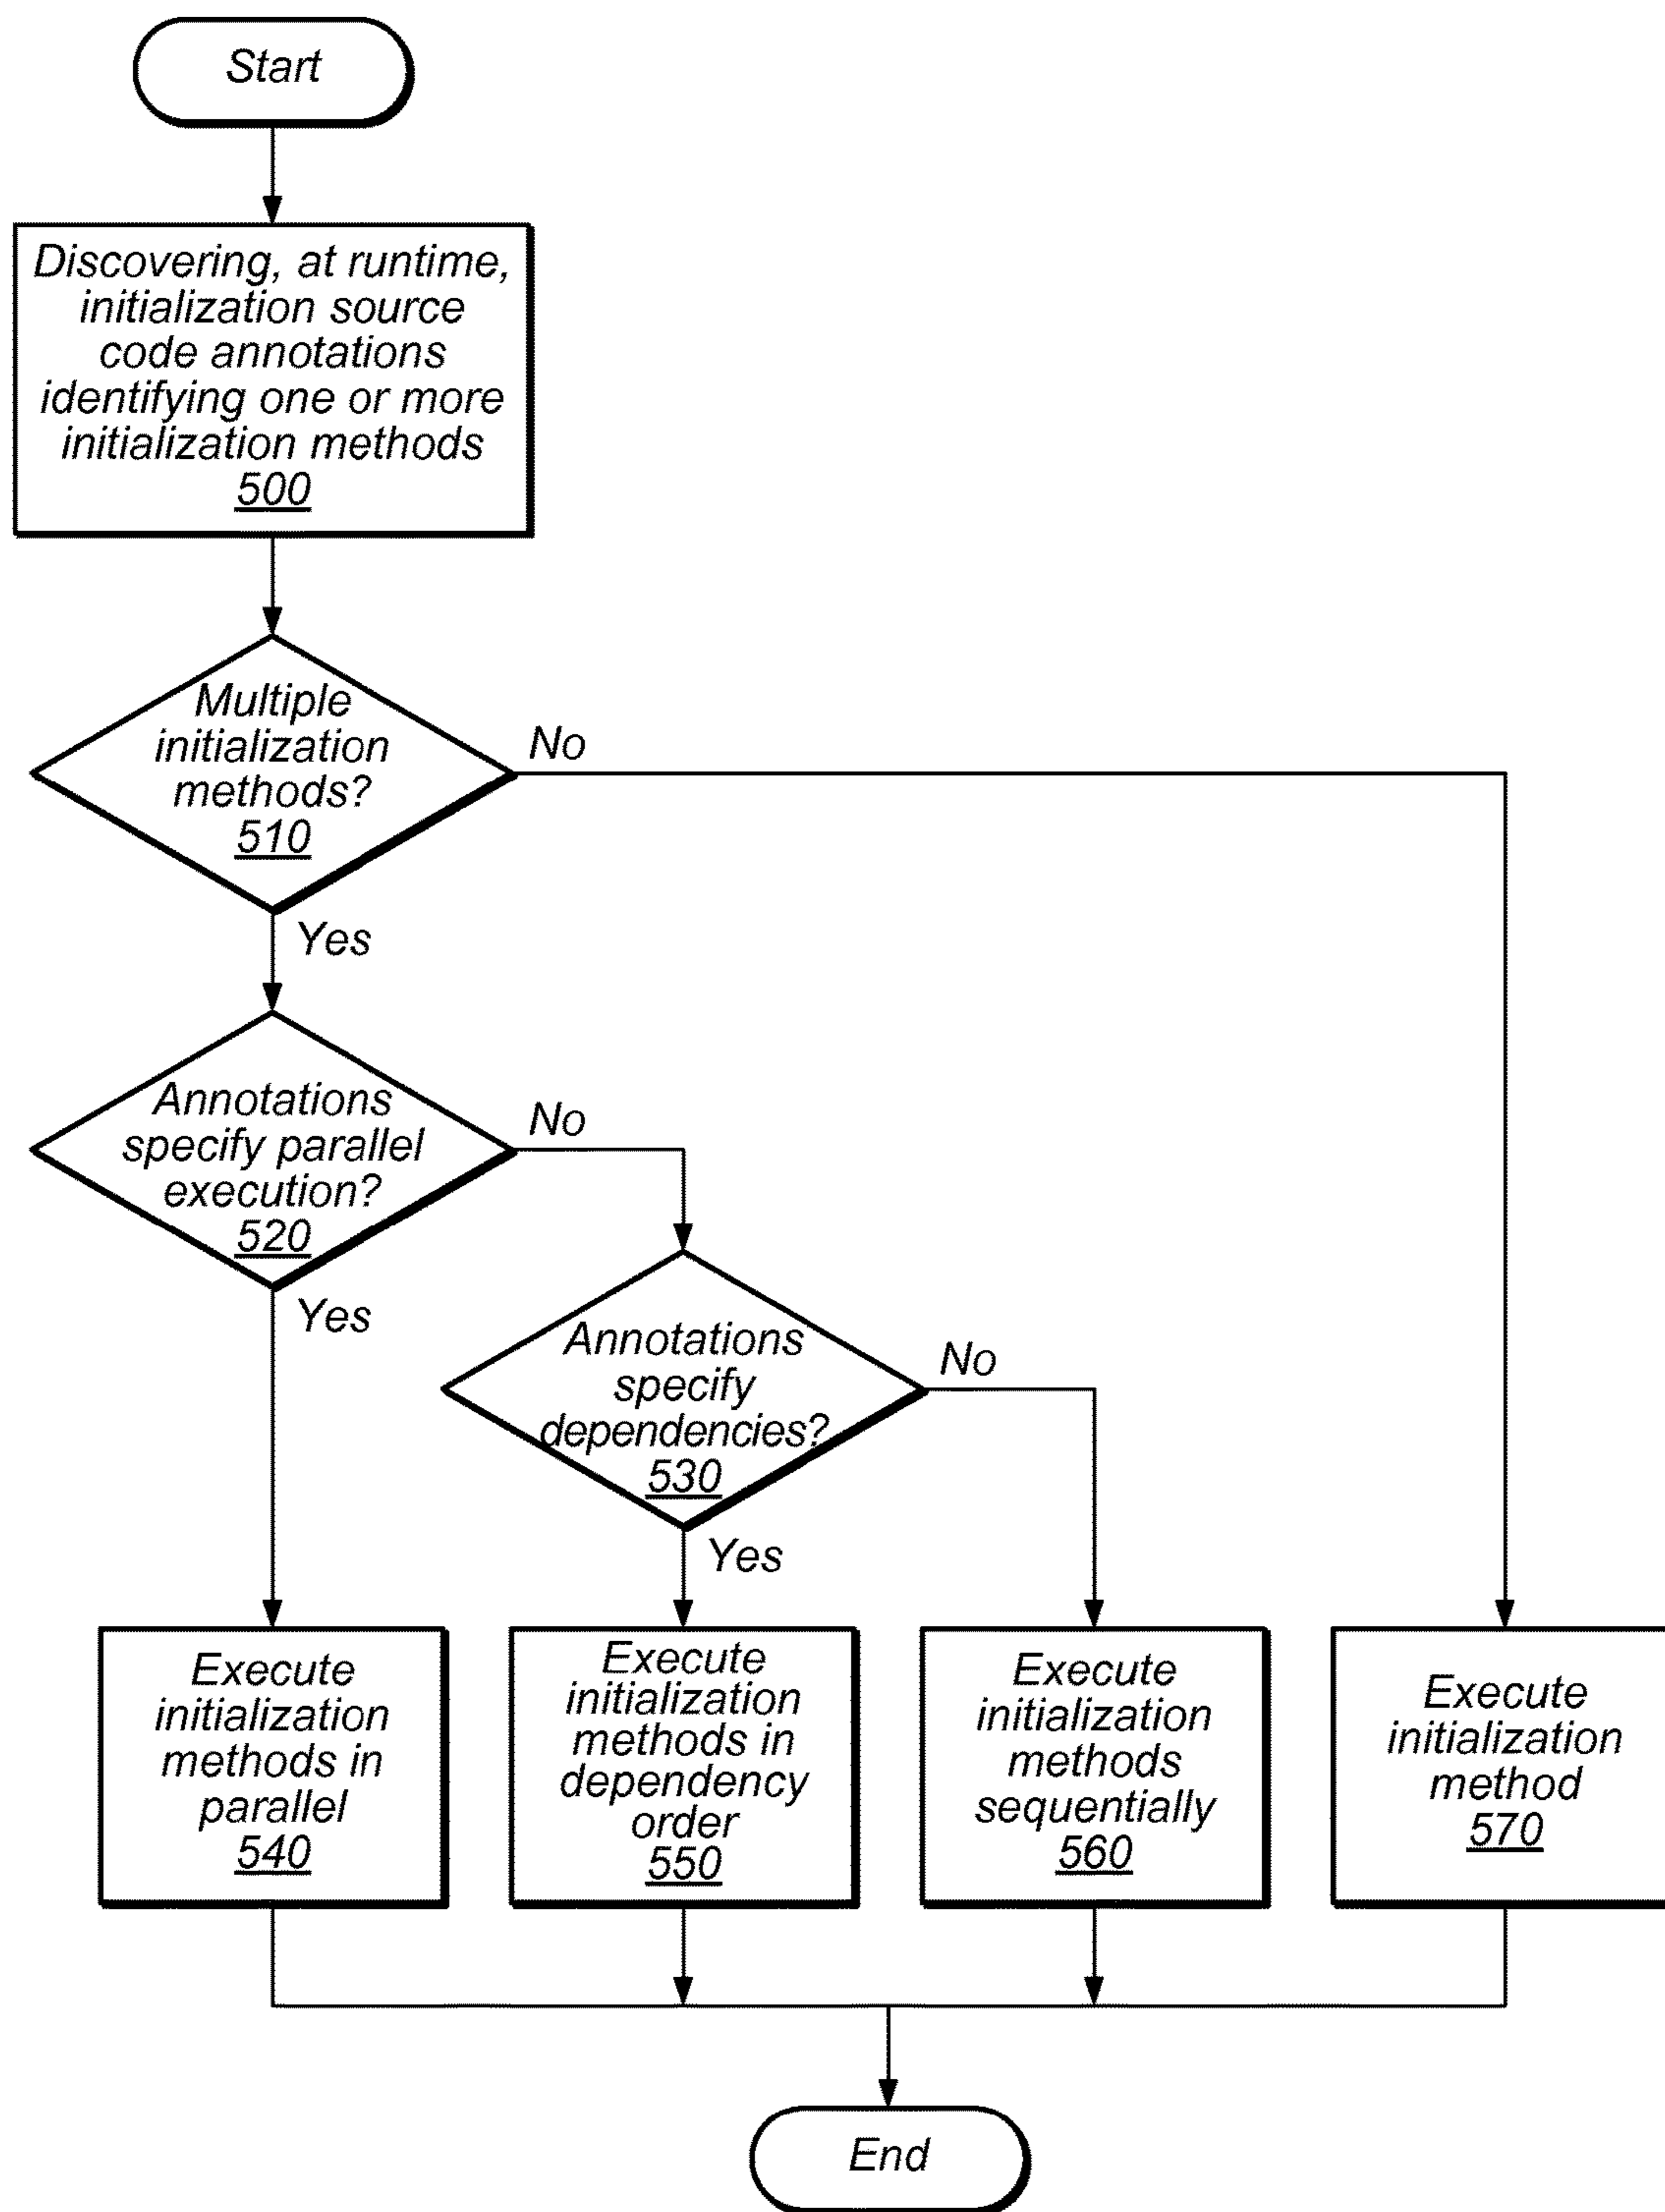 Start
Discovering, at runtime,
initialization source
code annotations
identifying one or more
initialization methods
500
Multiple
initialization
methods?
510
No
Yes
Annotations
specify parallel
execution?
520
No
Yes
Annotations
specify
dependencies?
530
No
Yes
Execute
initialization
methods in
parallel
540
Execute
initialization
methods in
dependency
order
550
Execute
initialization
methods
sequentially
560
Execute
initialization
method
570
End